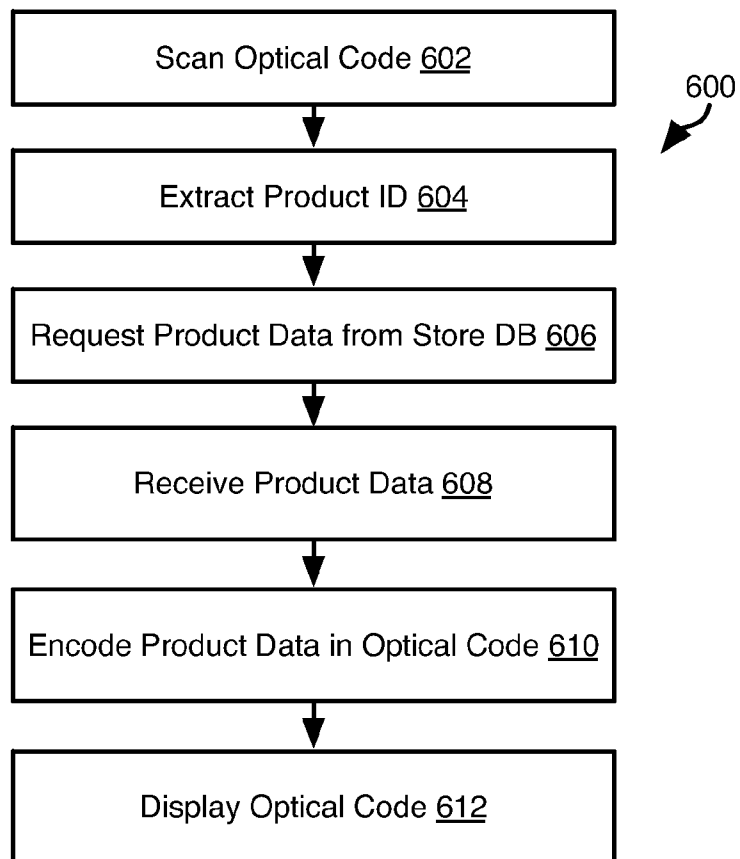 Scan Optical Code 602
600
Extract Product ID 604
Request Product Data from Store DB 606
Receive Product Data 608
Encode Product Data in Optical Code 610
Display Optical Code 612